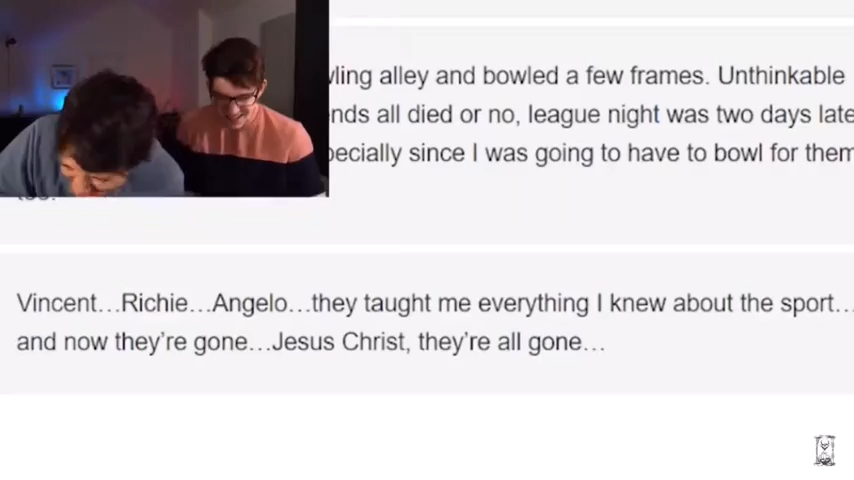 wling alley and bowled a few frames. Unthinkable
nds all died or no, league night was two days late
pecially since I was going to have to bowl for them
too.
Vincent…Richie…Angelo…they taught me everything I knew about the sport…
and now they’re gone…Jesus Christ, they’re all gone…